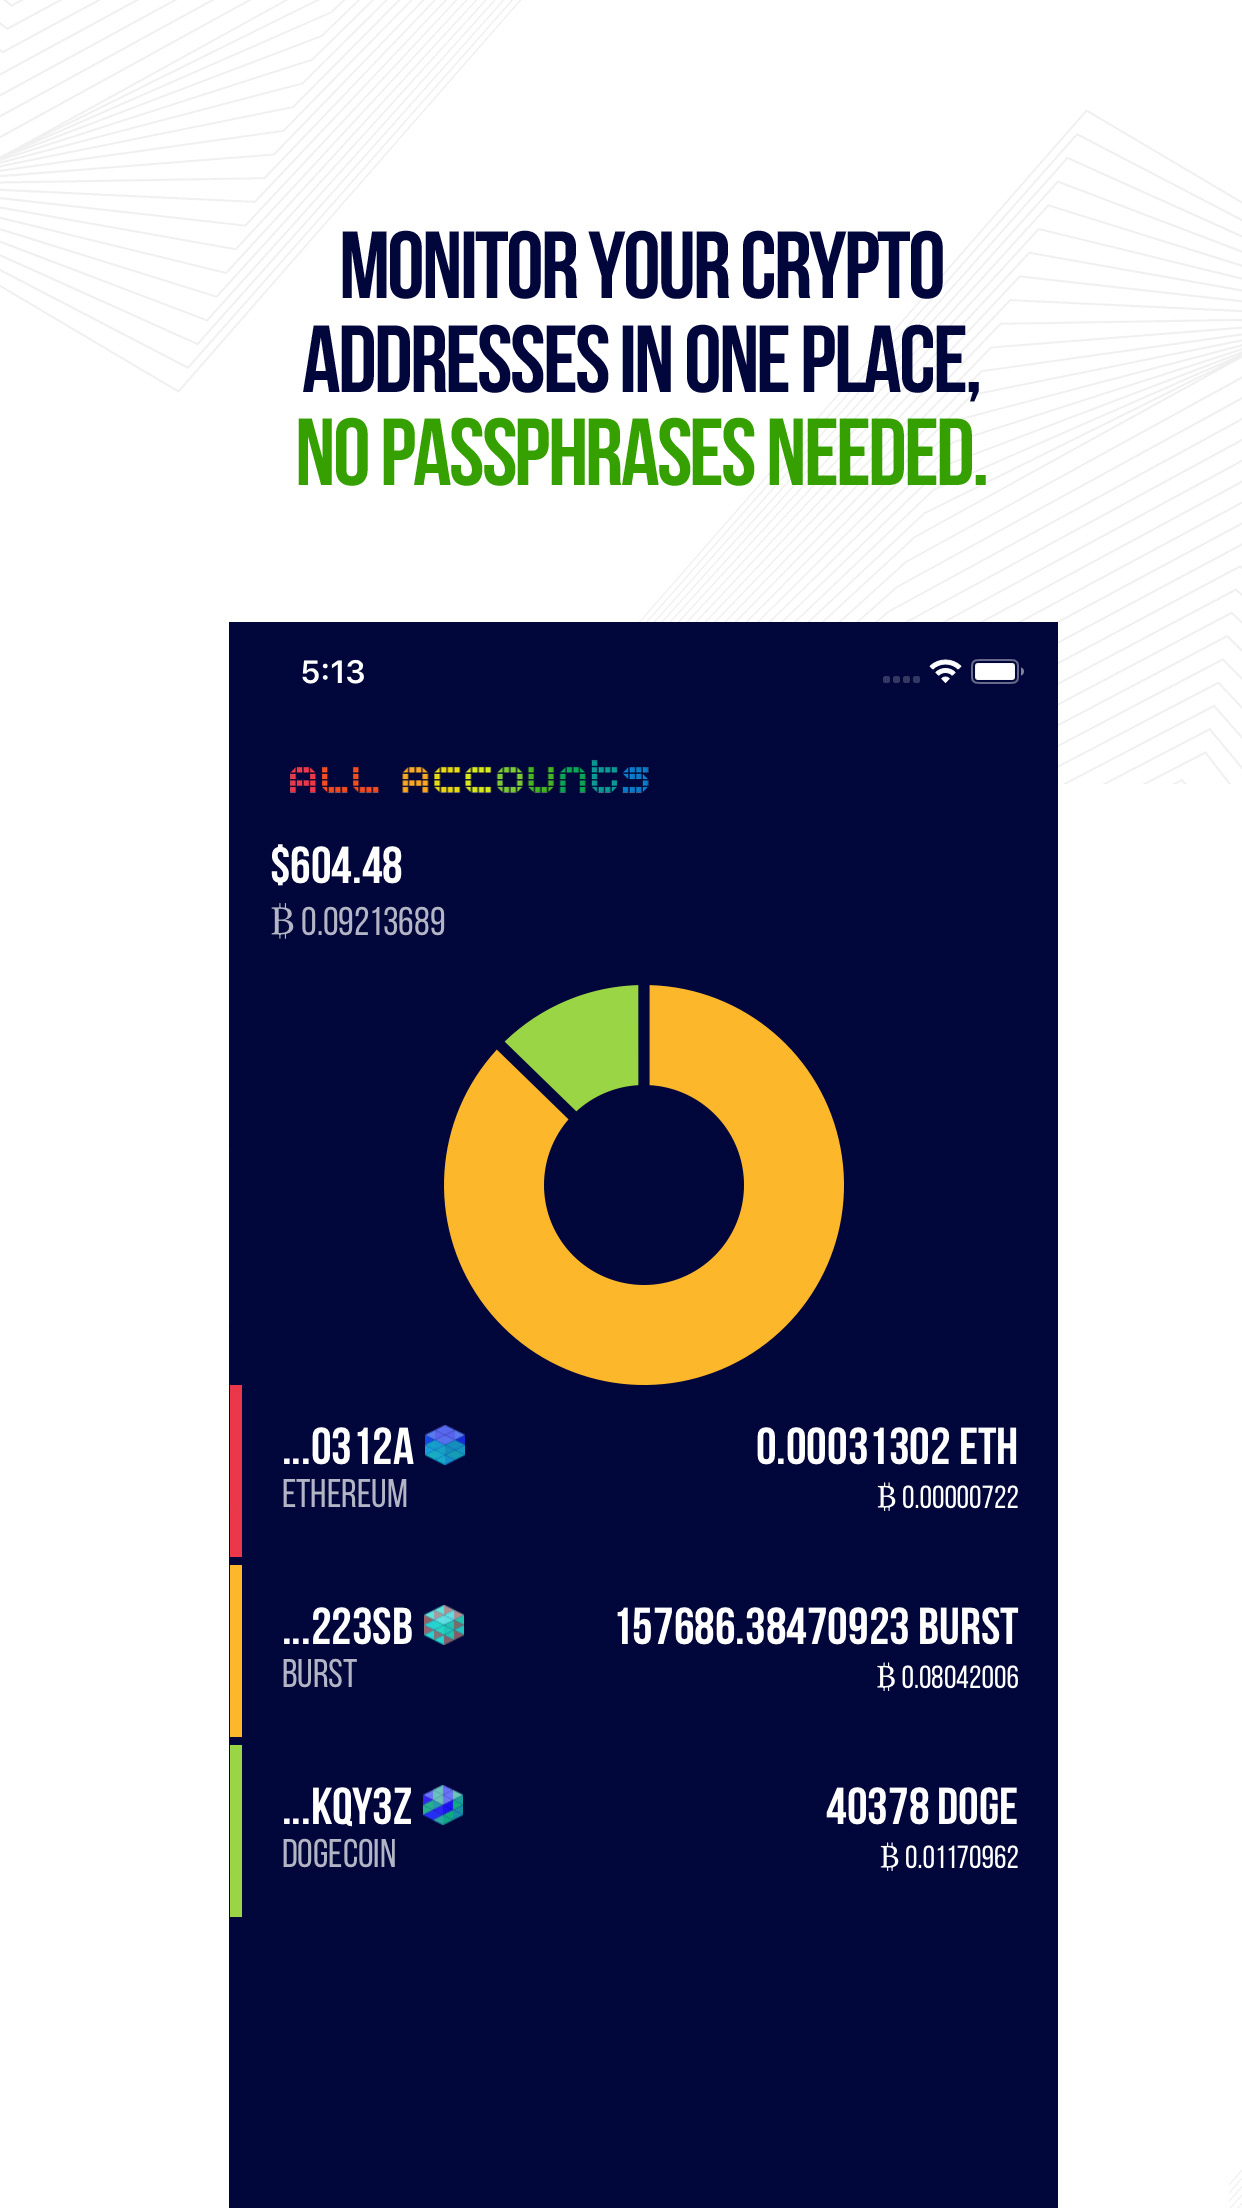 MONITOR YOUR CRYPTO
ADDRESSES IN ONE PLACE,
NO PASSPHRASES NEEDED.
5:13
ALL ACCOUNTS
$604.48
₿ 0.09213689
...0312A
0.00031302 ETH
ETHEREUM
₿ 0.00000722
...223SB
157686.38470923 BURST
BURST
₿ 0.08042006
...KQY3Z
40378 DOGE
DOGECOIN
₿ 0.01170962